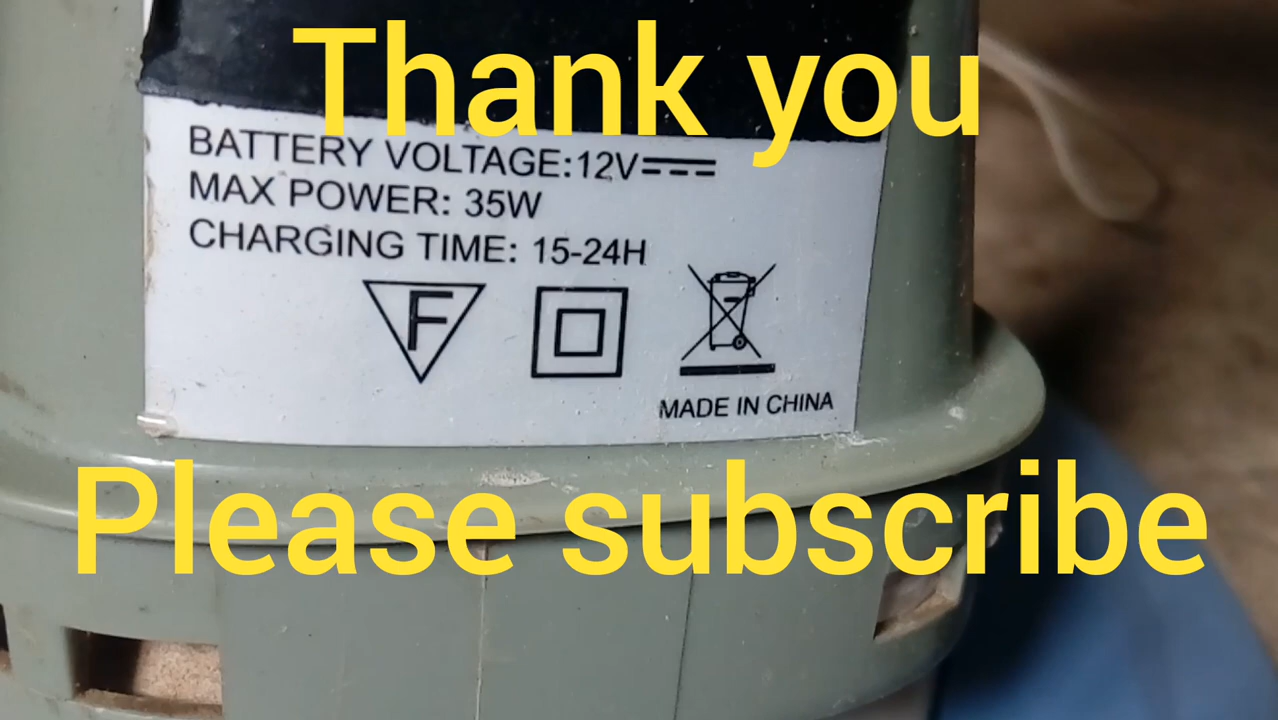 Thank you
BATTERY VOLTAGE:12V⎓
MAX POWER: 35W
CHARGING TIME: 15-24H
F
MADE IN CHINA
Please subscribe